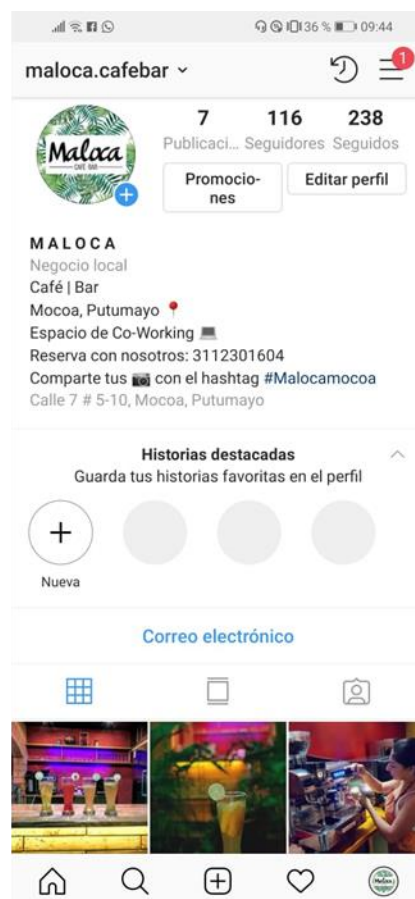 36 % 09:44
maloca.cafebar
1
Maloca
CAFÉ BAR
7 116 238
Publicaci... Seguidores Seguidos
Promocio-
nes
Editar perfil
M A L O C A
Negocio local
Café | Bar
Mocoa, Putumayo 📍
Espacio de Co-Working 💻
Reserva con nosotros: 3112301604
Comparte tus 📷 con el hashtag #Malocamocoa
Calle 7 # 5-10, Mocoa, Putumayo
Historias destacadas
Guarda tus historias favoritas en el perfil
Nueva
Correo electrónico